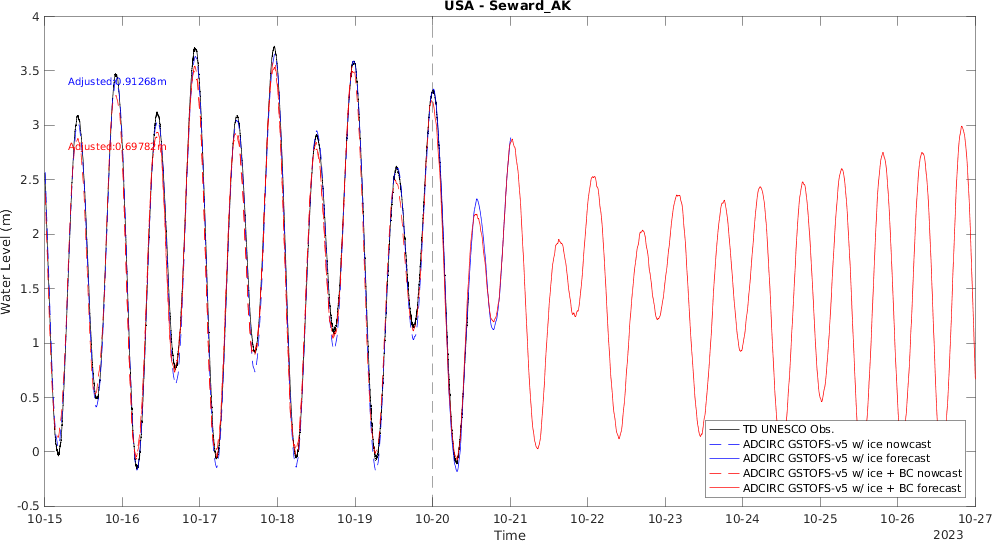 USA - Seward_AK
4
3.5
3
2.5
2
1.5
1
0.5
0
-0.5
Water Level (m)
Adjusted:0.91268m
Adjusted:0.69782m
TD UNESCO Obs.
ADCIRC GSTOFS-v5 w/ ice nowcast
ADCIRC GSTOFS-v5 w/ ice forecast
ADCIRC GSTOFS-v5 w/ ice + BC nowcast
ADCIRC GSTOFS-v5 w/ ice + BC forecast
10-15 10-16 10-17 10-18 10-19 10-20 10-21 10-22 10-23 10-24 10-25 10-26 10-27
Time
2023